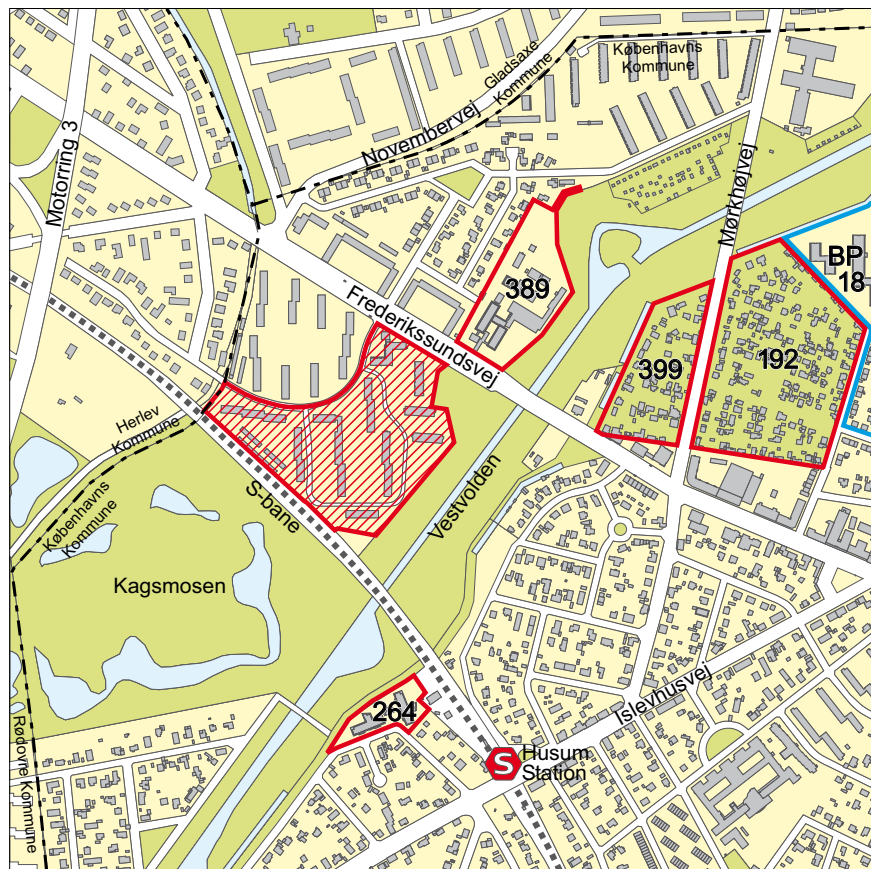 Københavns
Kommune
Gladsaxe
Kommune
Novembervej
Motorring 3
Mørkhøjvej
BP
18
389
Frederikssundsvej
399
192
Herlev
Kommune
S-bane
Københavns
Kommune
Vestvolden
Kagsmosen
Islevhusvej
264
Rødovre Kommune
S
Husum
Station